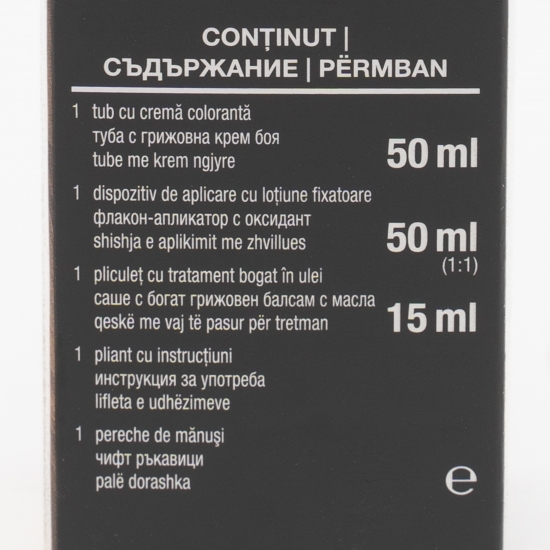 CONȚINUT |
СЪДЪРЖАНИЕ | PËRMBAN
1 tub cu cremă colorantă
туба с грижовна крем боя
tube me krem ngjyre
50 ml
1 dispozitiv de aplicare cu loțiune fixatoare
флакон-апликатор с оксидант
shishja e aplikimit me zhvillues
50 ml
(1:1)
1 pliculeț cu tratament bogat în ulei
саше с богат грижовен балсам с масла
qeskë me vaj të pasur për tretman
15 ml
1 pliant cu instrucțiuni
инструкция за употреба
lifleta e udhëzimeve
1 pereche de mănuși
чифт ръкавици
palë dorashka
℮